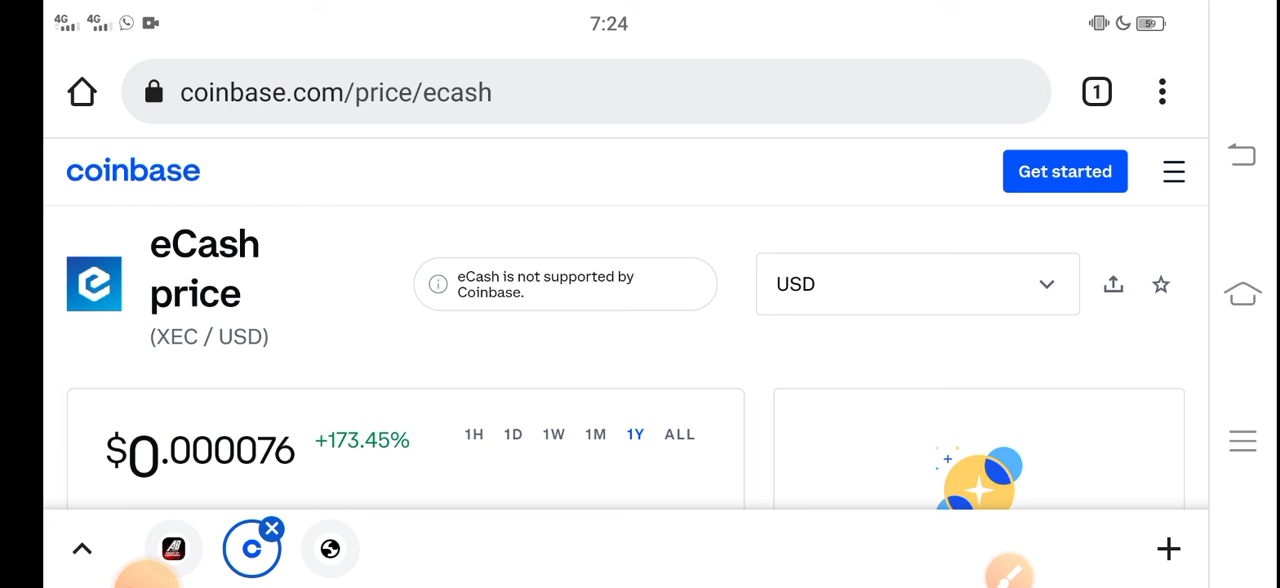 4G 4G 7:24 59
coinbase.com/price/ecash 1
coinbase Get started
eCash
price
(XEC / USD)
eCash is not supported by
Coinbase.
USD
$0.000076 +173.45% 1H 1D 1W 1M 1Y ALL